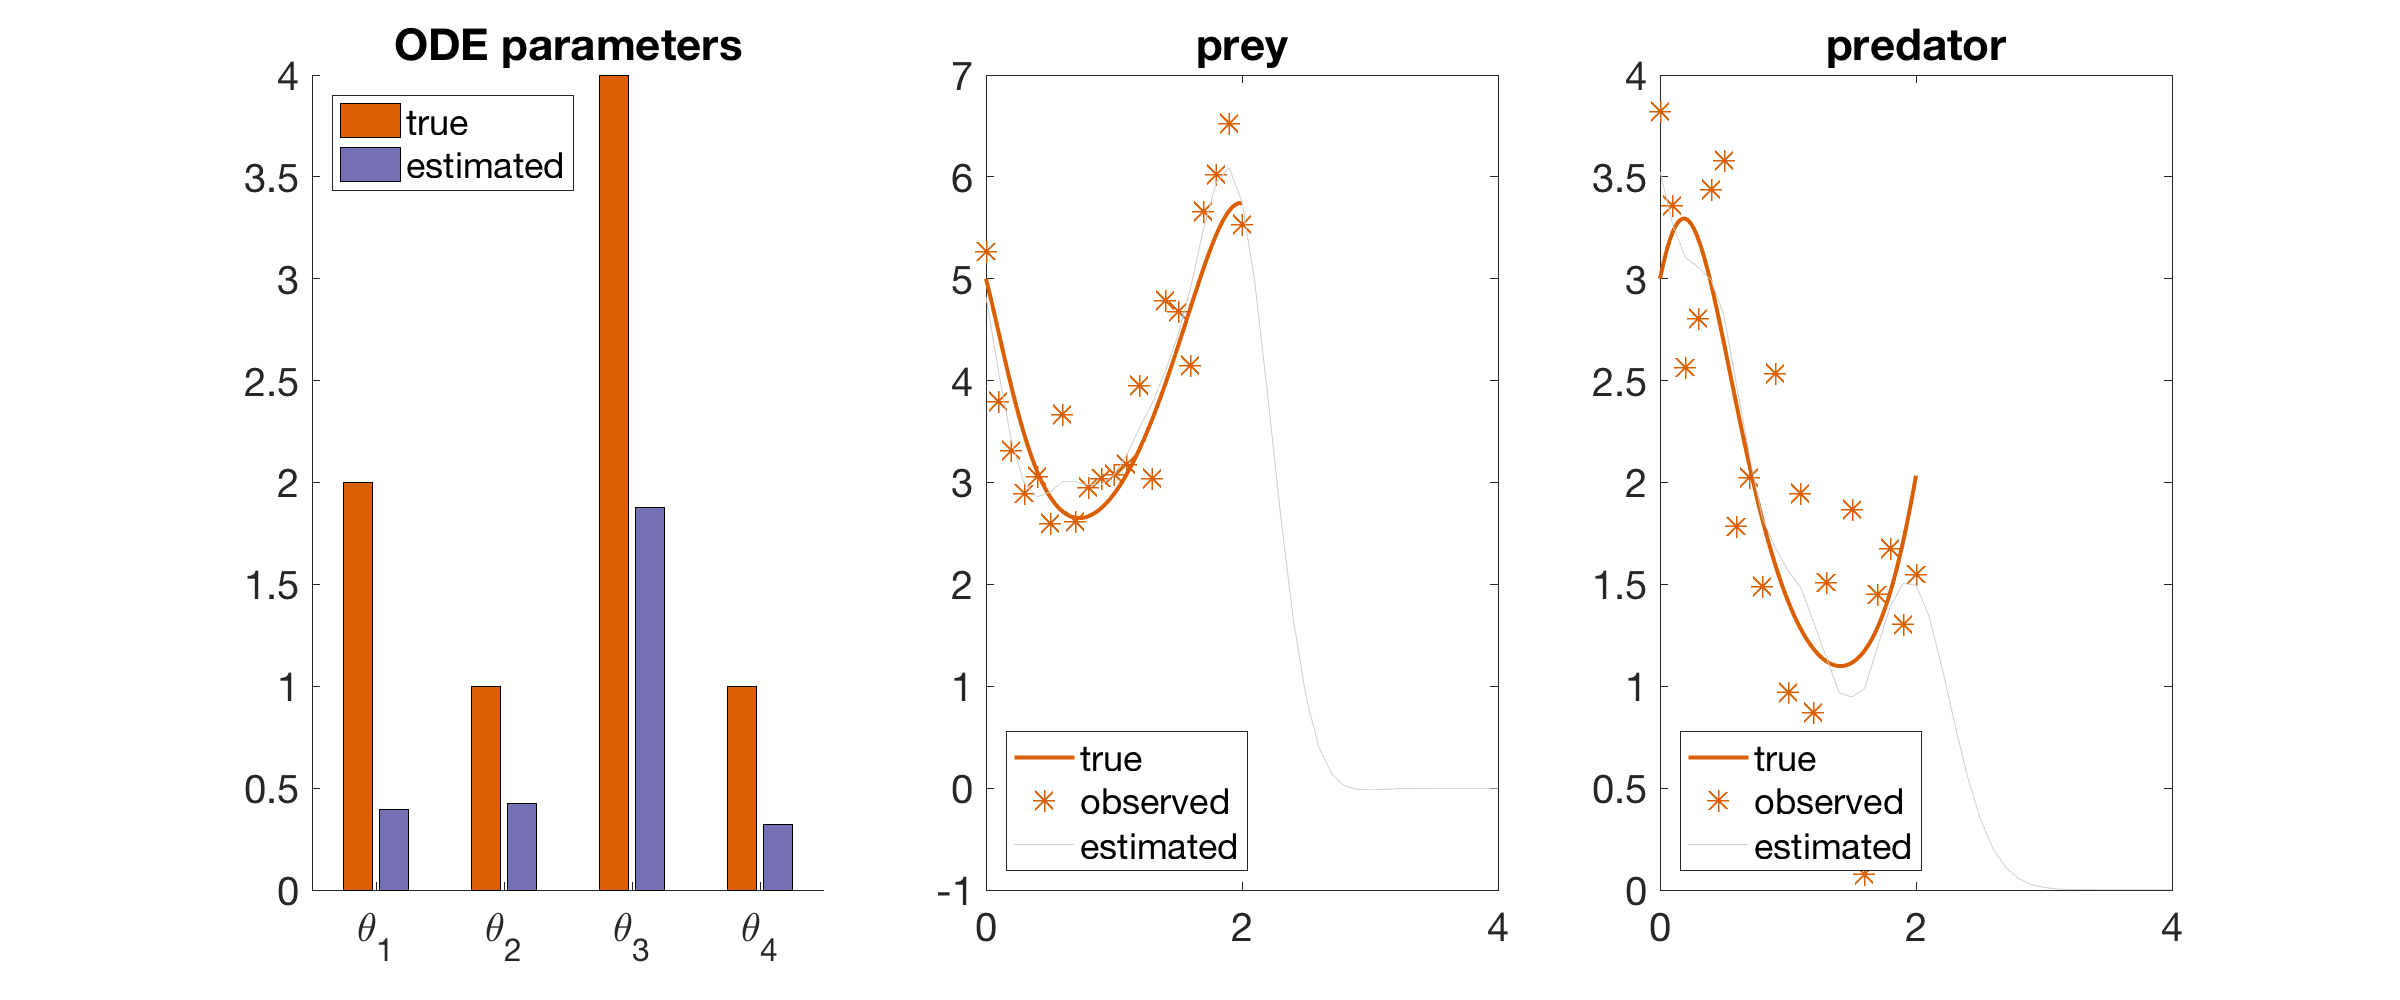 ODE parameters
4
3.5
3
2.5
2
1.5
1
0.5
0
true
estimated
θ1
θ2
θ3
θ4
prey
7
6
5
4
3
2
1
0
-1
true
observed
estimated
0
2
4
predator
4
3.5
3
2.5
2
1.5
1
0.5
0
true
observed
estimated
0
2
4